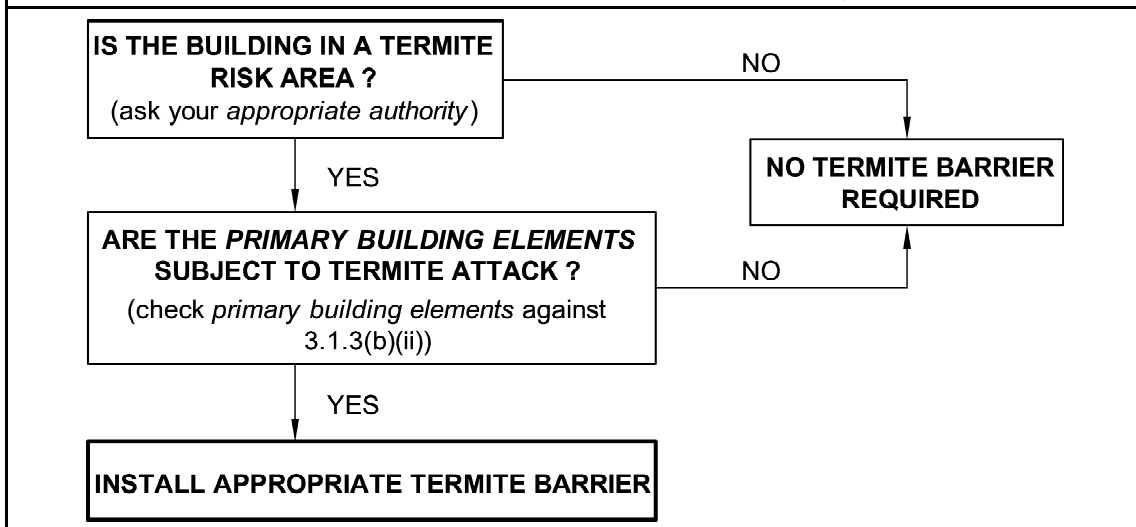 IS THE BUILDING IN A TERMITE
RISK AREA ?
(ask your appropriate authority)
NO
YES
NO TERMITE BARRIER
REQUIRED
ARE THE PRIMARY BUILDING ELEMENTS
SUBJECT TO TERMITE ATTACK ?
(check primary building elements against
3.1.3(b)(ii))
NO
YES
INSTALL APPROPRIATE TERMITE BARRIER